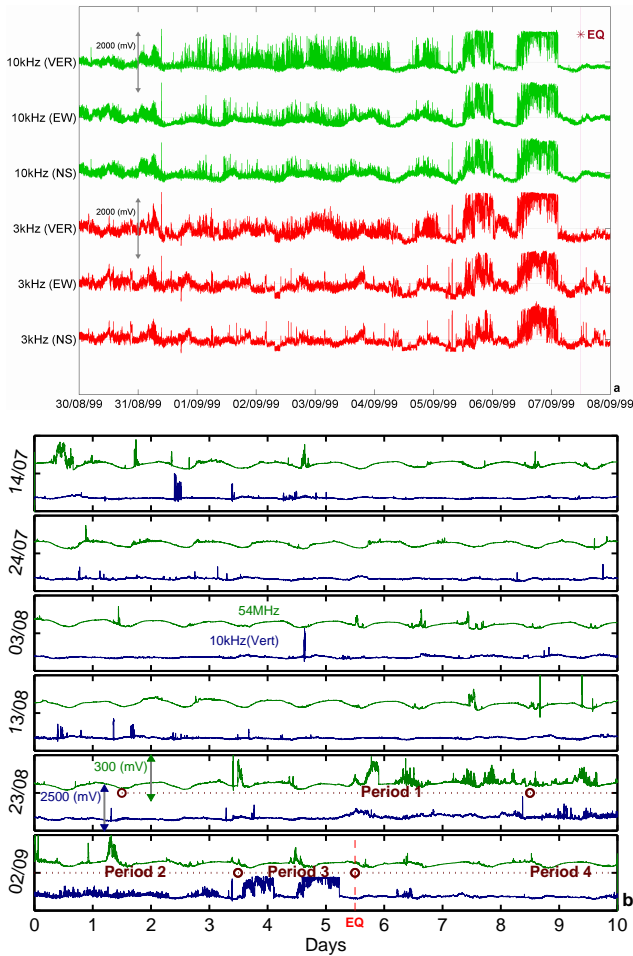 2000 (mV)
EQ
10kHz (VER)
10kHz (EW)
10kHz (NS)
2000 (mV)
3kHz (VER)
3kHz (EW)
3kHz (NS)
a
30/08/99 31/08/99 01/09/99 02/09/99 03/09/99 04/09/99 05/09/99 06/09/99 07/09/99 08/09/99
14/07
24/07
03/08
54MHz
10kHz(Vert)
13/08
23/08
300 (mV)
2500 (mV)
Period 1
02/09
Period 2 Period 3 Period 4
b
0 1 2 3 4 5 6 7 8 9 10
EQ
Days